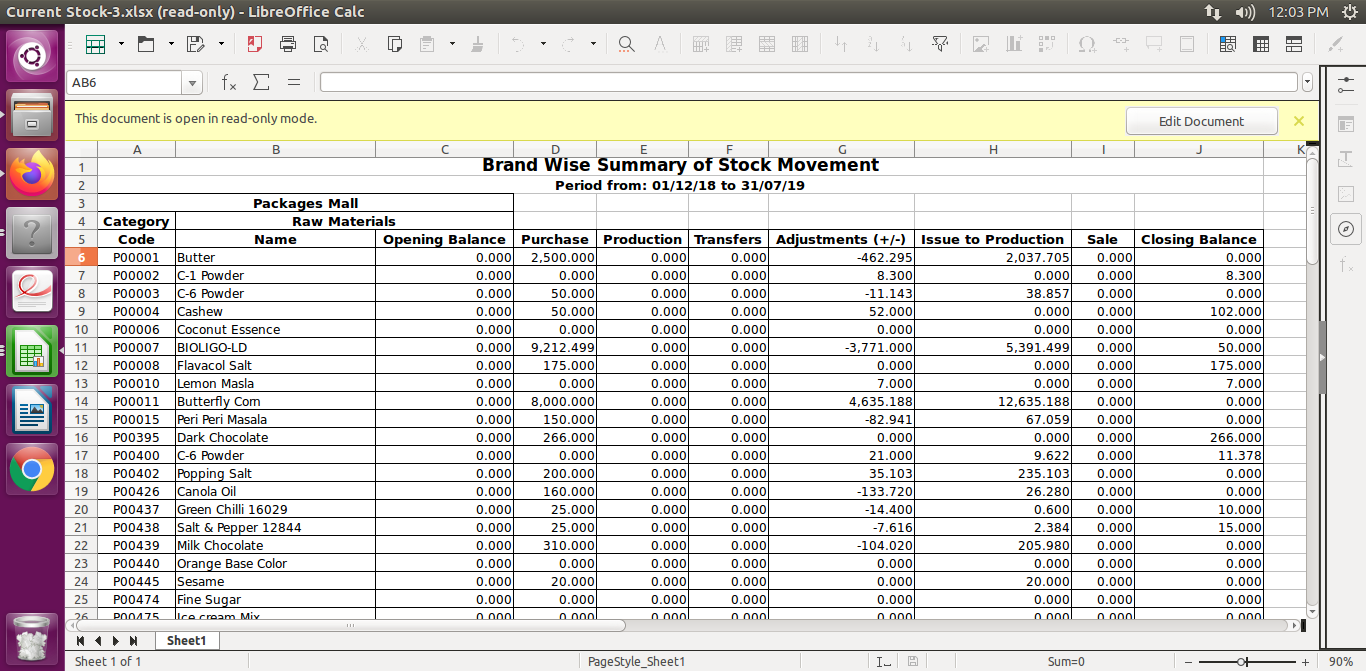 Current Stock-3.xlsx (read-only) - LibreOffice Calc 12:03 PM
AB6
This document is open in read-only mode. Edit Document
A B C D E F G H I J K
1 Brand Wise Summary of Stock Movement
2 Period from: 01/12/18 to 31/07/19
3 Packages Mall
4 Category Raw Materials
5 Code Name Opening Balance Purchase Production Transfers Adjustments (+/-) Issue to Production Sale Closing Balance
6 P00001 Butter 0.000 2,500.000 0.000 0.000 -462.295 2,037.705 0.000 0.000
7 P00002 C-1 Powder 0.000 0.000 0.000 0.000 8.300 0.000 0.000 8.300
8 P00003 C-6 Powder 0.000 50.000 0.000 0.000 -11.143 38.857 0.000 0.000
9 P00004 Cashew 0.000 50.000 0.000 0.000 52.000 0.000 0.000 102.000
10 P00006 Coconut Essence 0.000 0.000 0.000 0.000 0.000 0.000 0.000 0.000
11 P00007 BIOLIGO-LD 0.000 9,212.499 0.000 0.000 -3,771.000 5,391.499 0.000 50.000
12 P00008 Flavacol Salt 0.000 175.000 0.000 0.000 0.000 0.000 0.000 175.000
13 P00010 Lemon Masla 0.000 0.000 0.000 0.000 7.000 0.000 0.000 7.000
14 P00011 Butterfly Corn 0.000 8,000.000 0.000 0.000 4,635.188 12,635.188 0.000 0.000
15 P00015 Peri Peri Masala 0.000 150.000 0.000 0.000 -82.941 67.059 0.000 0.000
16 P00395 Dark Chocolate 0.000 266.000 0.000 0.000 0.000 0.000 0.000 266.000
17 P00400 C-6 Powder 0.000 0.000 0.000 0.000 21.000 9.622 0.000 11.378
18 P00402 Popping Salt 0.000 200.000 0.000 0.000 35.103 235.103 0.000 0.000
19 P00426 Canola Oil 0.000 160.000 0.000 0.000 -133.720 26.280 0.000 0.000
20 P00437 Green Chilli 16029 0.000 25.000 0.000 0.000 -14.400 0.600 0.000 10.000
21 P00438 Salt & Pepper 12844 0.000 25.000 0.000 0.000 -7.616 2.384 0.000 15.000
22 P00439 Milk Chocolate 0.000 310.000 0.000 0.000 -104.020 205.980 0.000 0.000
23 P00440 Orange Base Color 0.000 0.000 0.000 0.000 0.000 0.000 0.000 0.000
24 P00445 Sesame 0.000 20.000 0.000 0.000 0.000 20.000 0.000 0.000
25 P00474 Fine Sugar 0.000 0.000 0.000 0.000 0.000 0.000 0.000 0.000
26 P00475 Ice cream Mix 0.000 0.000 0.000 0.000 0.000 0.000 0.000 0.000
Sheet1
Sheet 1 of 1 PageStyle_Sheet1 Sum=0 90%